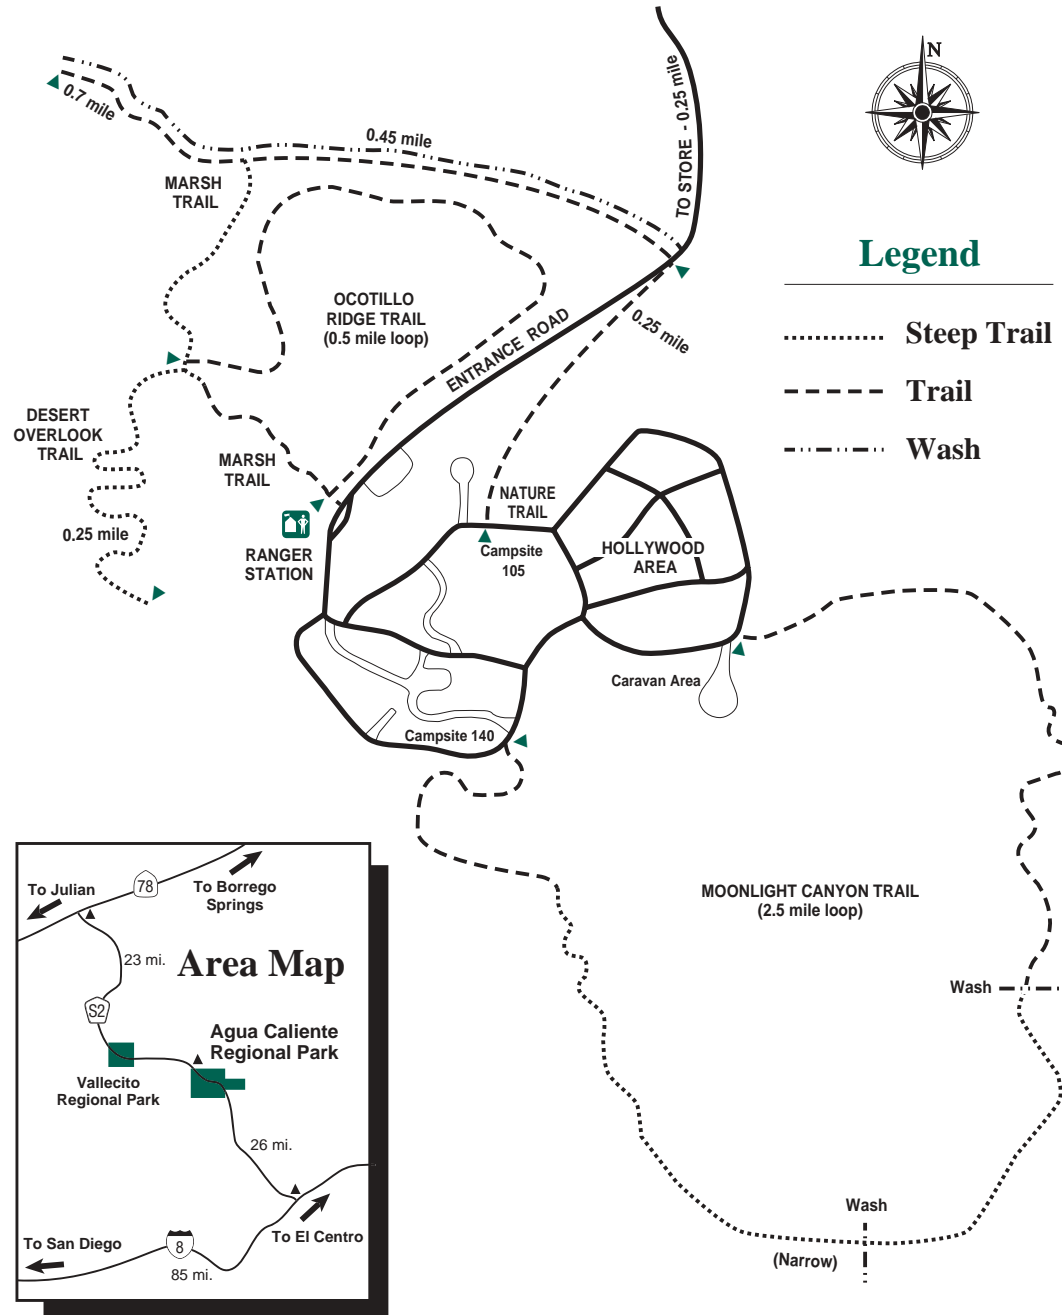 N
TO STORE - 0.25 mile
0.7 mile
0.45 mile
MARSH
TRAIL
Legend
Steep Trail
Trail
Wash
OCOTILLO
RIDGE TRAIL
(0.5 mile loop)
ENTRANCE ROAD
0.25 mile
DESERT
OVERLOOK
TRAIL
0.25 mile
MARSH
TRAIL
RANGER
STATION
NATURE
TRAIL
Campsite
105
HOLLYWOOD
AREA
Caravan Area
Campsite 140
MOONLIGHT CANYON TRAIL
(2.5 mile loop)
Wash
Wash
(Narrow)
To Julian
78
To Borrego
Springs
23 mi.
Area Map
S2
Agua Caliente
Regional Park
Vallecito
Regional Park
26 mi.
To El Centro
To San Diego
8
85 mi.